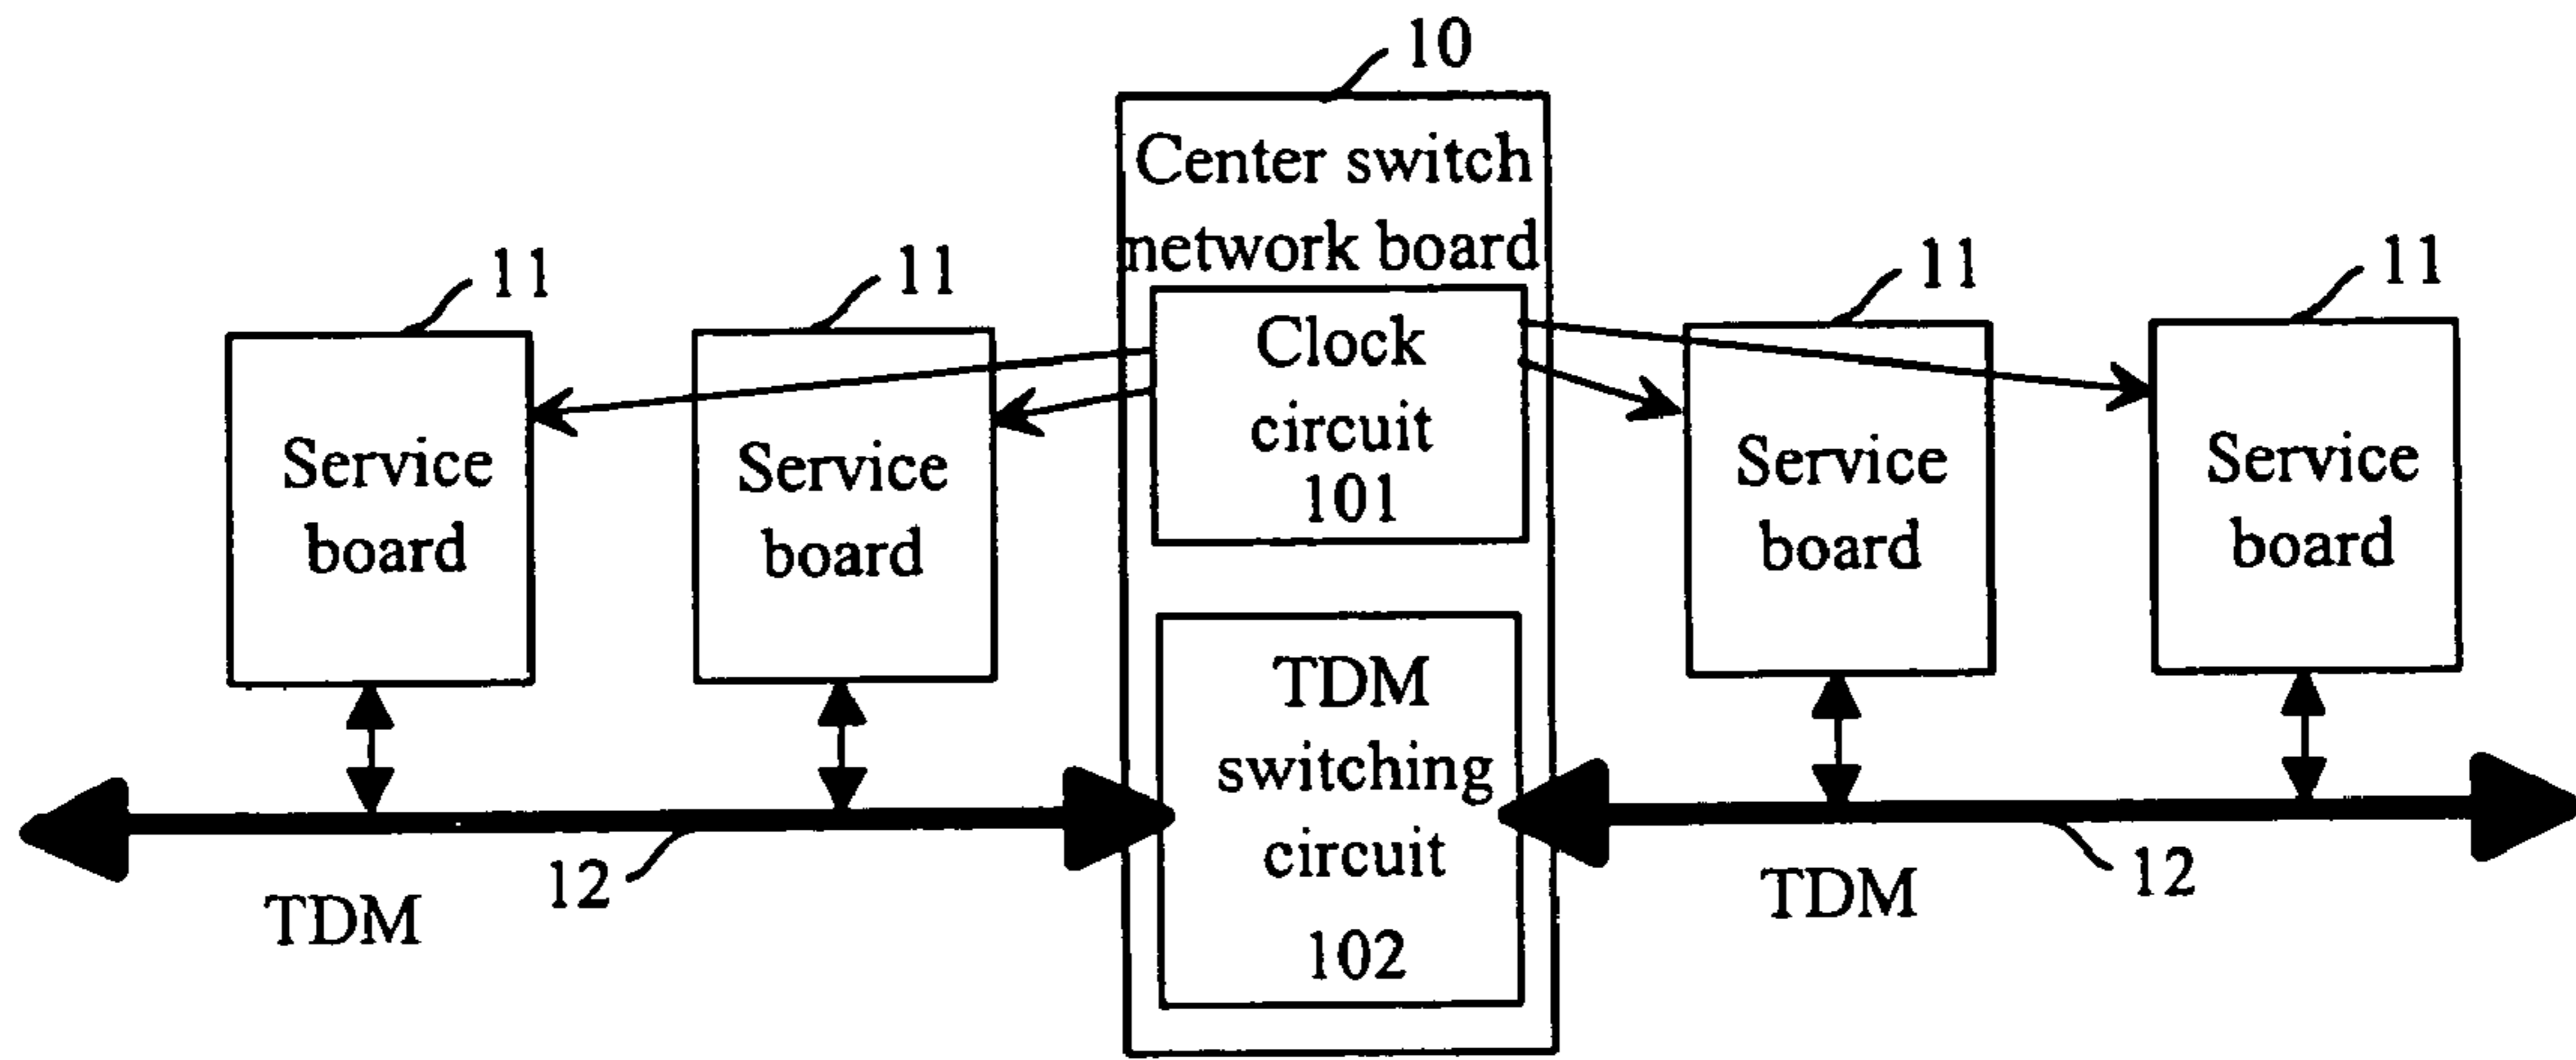 10
Center switch
network board
11
11
11
11
Clock
circuit
101
Service
board
Service
board
Service
board
Service
board
TDM
switching
circuit
102
12
TDM
12
TDM